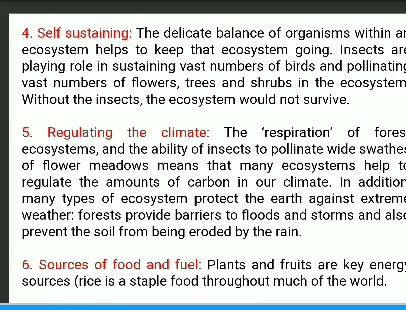 4. Self sustaining: The delicate balance of organisms within an
ecosystem helps to keep that ecosystem going. Insects are
playing role in sustaining vast numbers of birds and pollinating
vast numbers of flowers, trees and shrubs in the ecosystem
Without the insects, the ecosystem would not survive.
5. Regulating the climate: The ‘respiration’ of fores
ecosystems, and the ability of insects to pollinate wide swathes
of flower meadows means that many ecosystems help to
regulate the amounts of carbon in our climate. In addition
many types of ecosystem protect the earth against extreme
weather: forests provide barriers to floods and storms and also
prevent the soil from being eroded by the rain.
6. Sources of food and fuel: Plants and fruits are key energy
sources (rice is a staple food throughout much of the world.